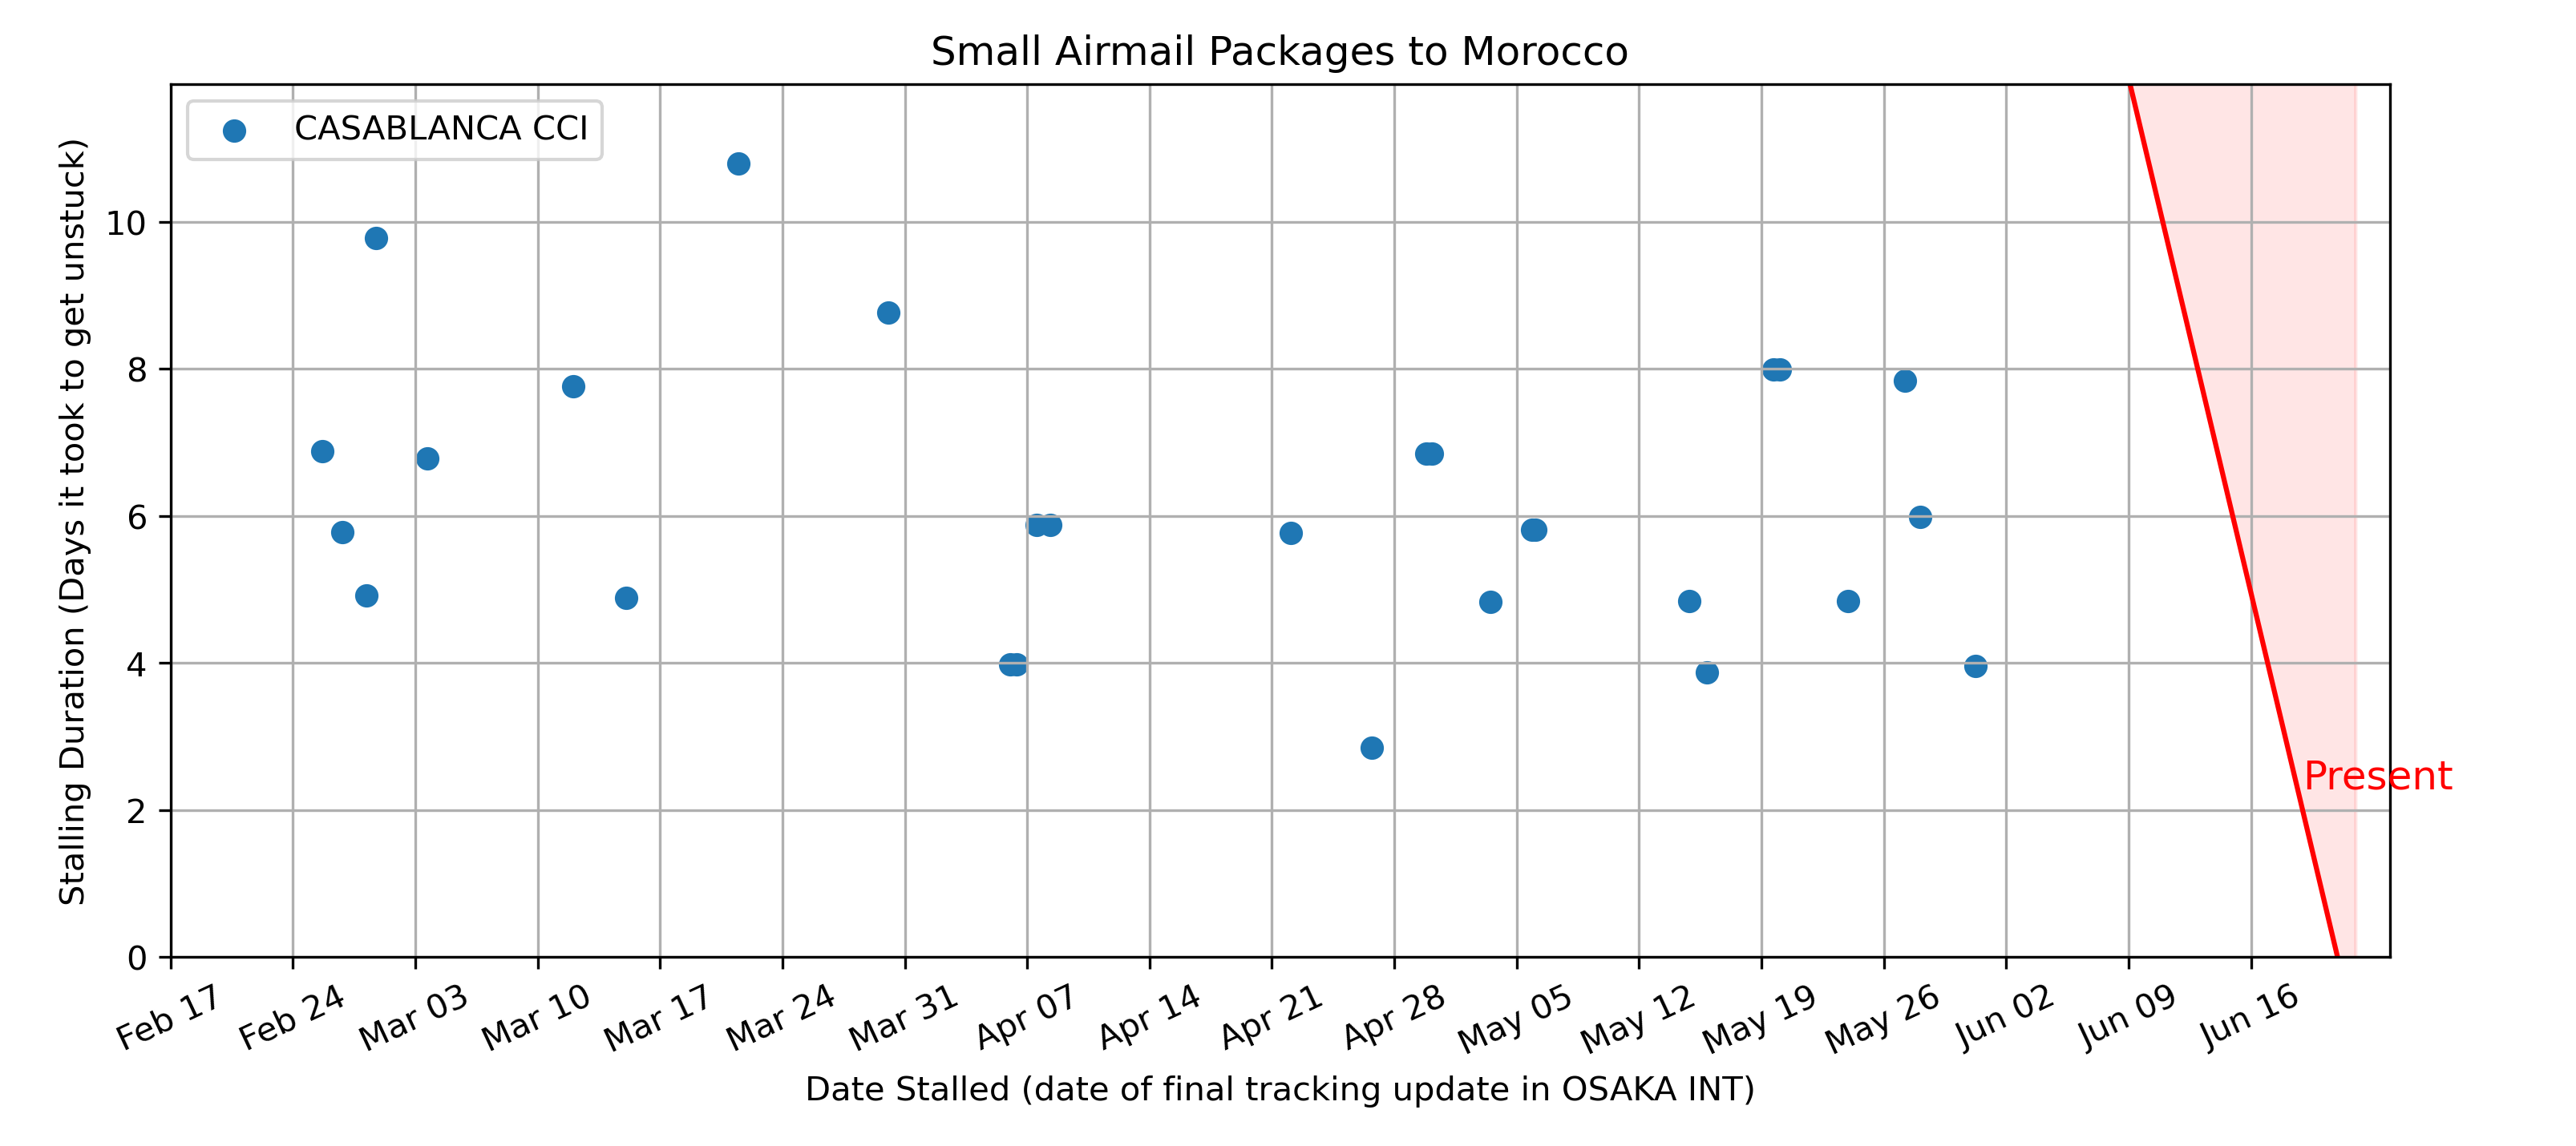 Small Airmail Packages to Morocco
CASABLANCA CCI
Stalling Duration (Days it took to get unstuck)
10
8
6
4
2
0
Present
Feb 17
Feb 24
Mar 03
Mar 10
Mar 17
Mar 24
Mar 31
Apr 07
Apr 14
Apr 21
Apr 28
May 05
May 12
May 19
May 26
Jun 02
Jun 09
Jun 16
Date Stalled (date of final tracking update in OSAKA INT)